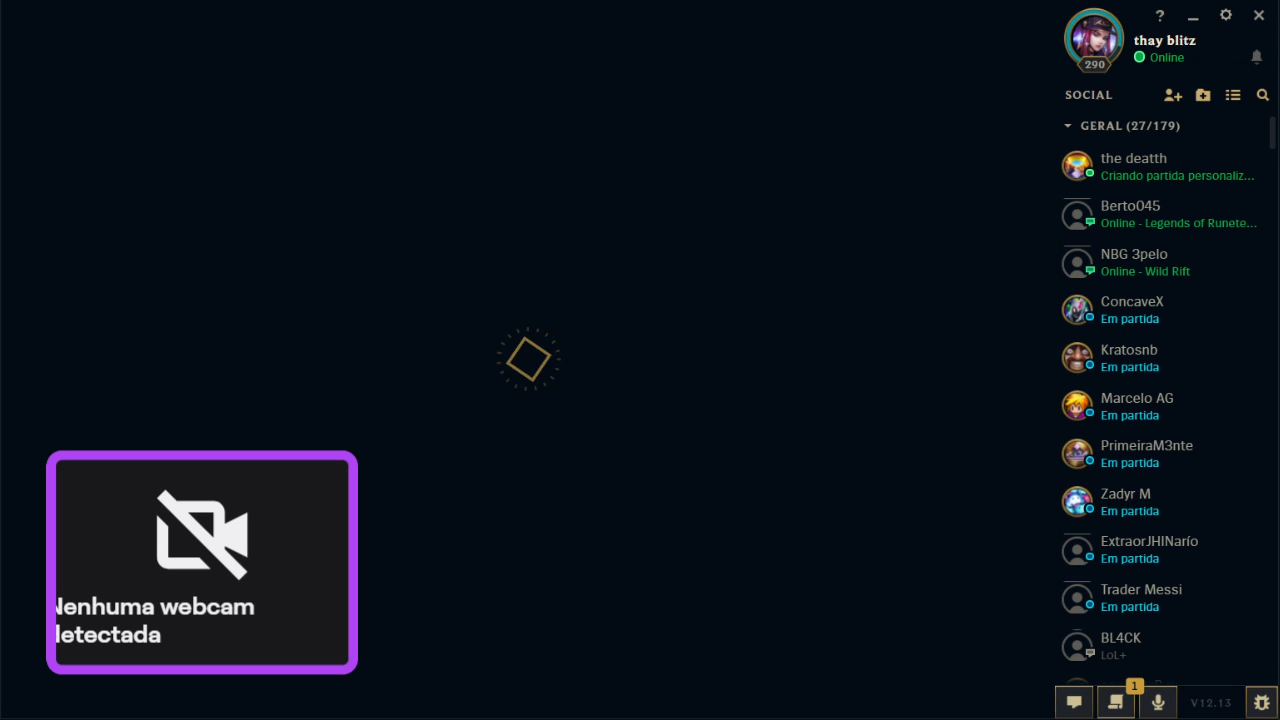 ?
thay blitz
290
Online
SOCIAL
GERAL (27/179)
the deatth
Criando partida personaliz...
Berto045
Online - Legends of Runete...
NBG 3pelo
Online - Wild Rift
ConcaveX
Em partida
Kratosnb
Em partida
Marcelo AG
Em partida
PrimeiraM3nte
Em partida
Zadyr M
Em partida
ExtraorJHINarío
Em partida
Trader Messi
Em partida
BL4CK
LoL+
Nenhuma webcam
detectada
1
V12.13